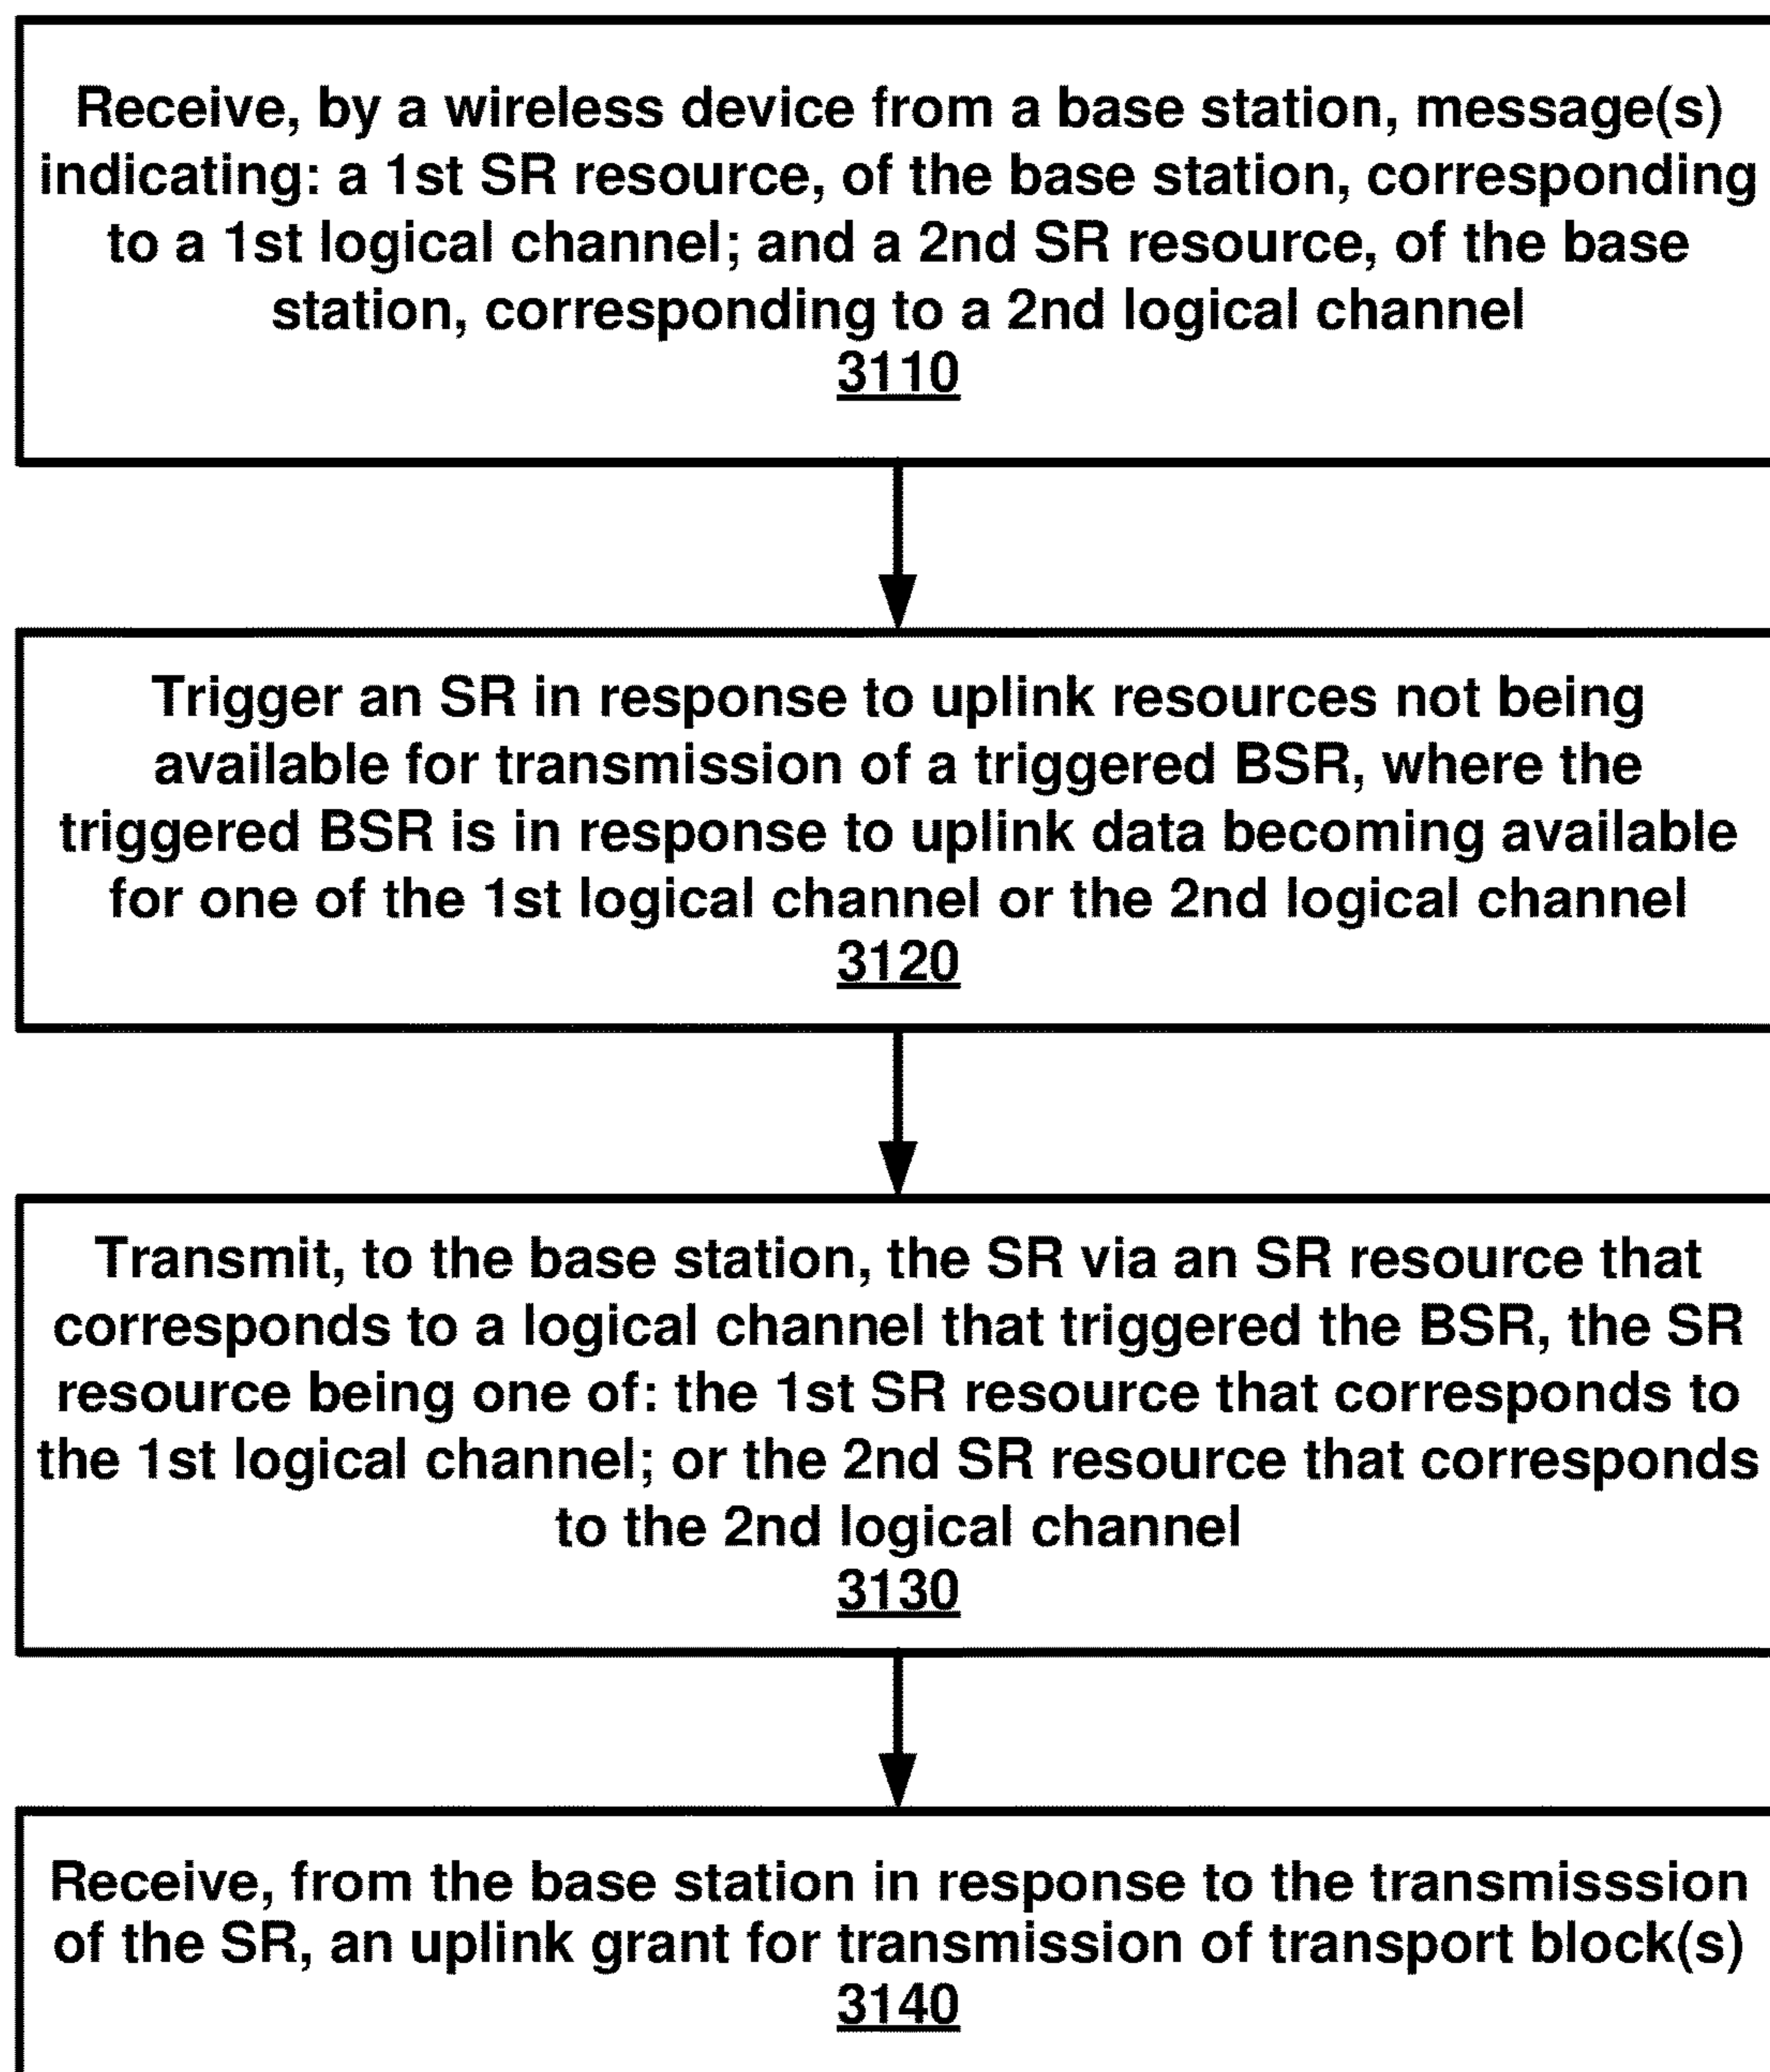 Receive, by a wireless device from a base station, message(s)
indicating: a 1st SR resource, of the base station, corresponding
to a 1st logical channel; and a 2nd SR resource, of the base
station, corresponding to a 2nd logical channel
3110
Trigger an SR in response to uplink resources not being
available for transmission of a triggered BSR, where the
triggered BSR is in response to uplink data becoming available
for one of the 1st logical channel or the 2nd logical channel
3120
Transmit, to the base station, the SR via an SR resource that
corresponds to a logical channel that triggered the BSR, the SR
resource being one of: the 1st SR resource that corresponds to
the 1st logical channel; or the 2nd SR resource that corresponds
to the 2nd logical channel
3130
Receive, from the base station in response to the transmisssion
of the SR, an uplink grant for transmission of transport block(s)
3140